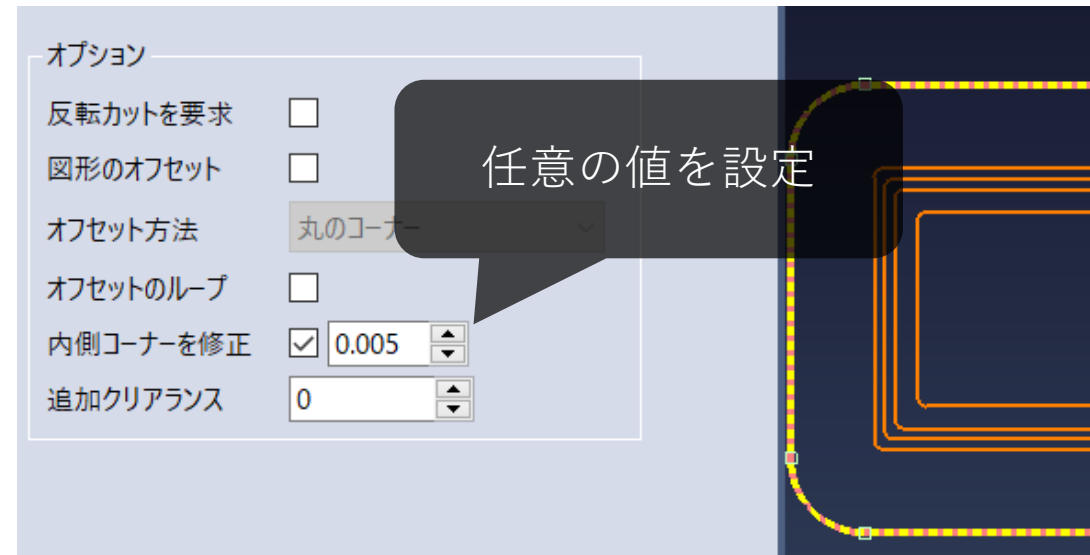 オプション
反転カットを要求
図形のオフセット
任意の値を設定
オフセット方法 丸のコーナー
オフセットのループ
内側コーナーを修正 0.005
追加クリアランス 0